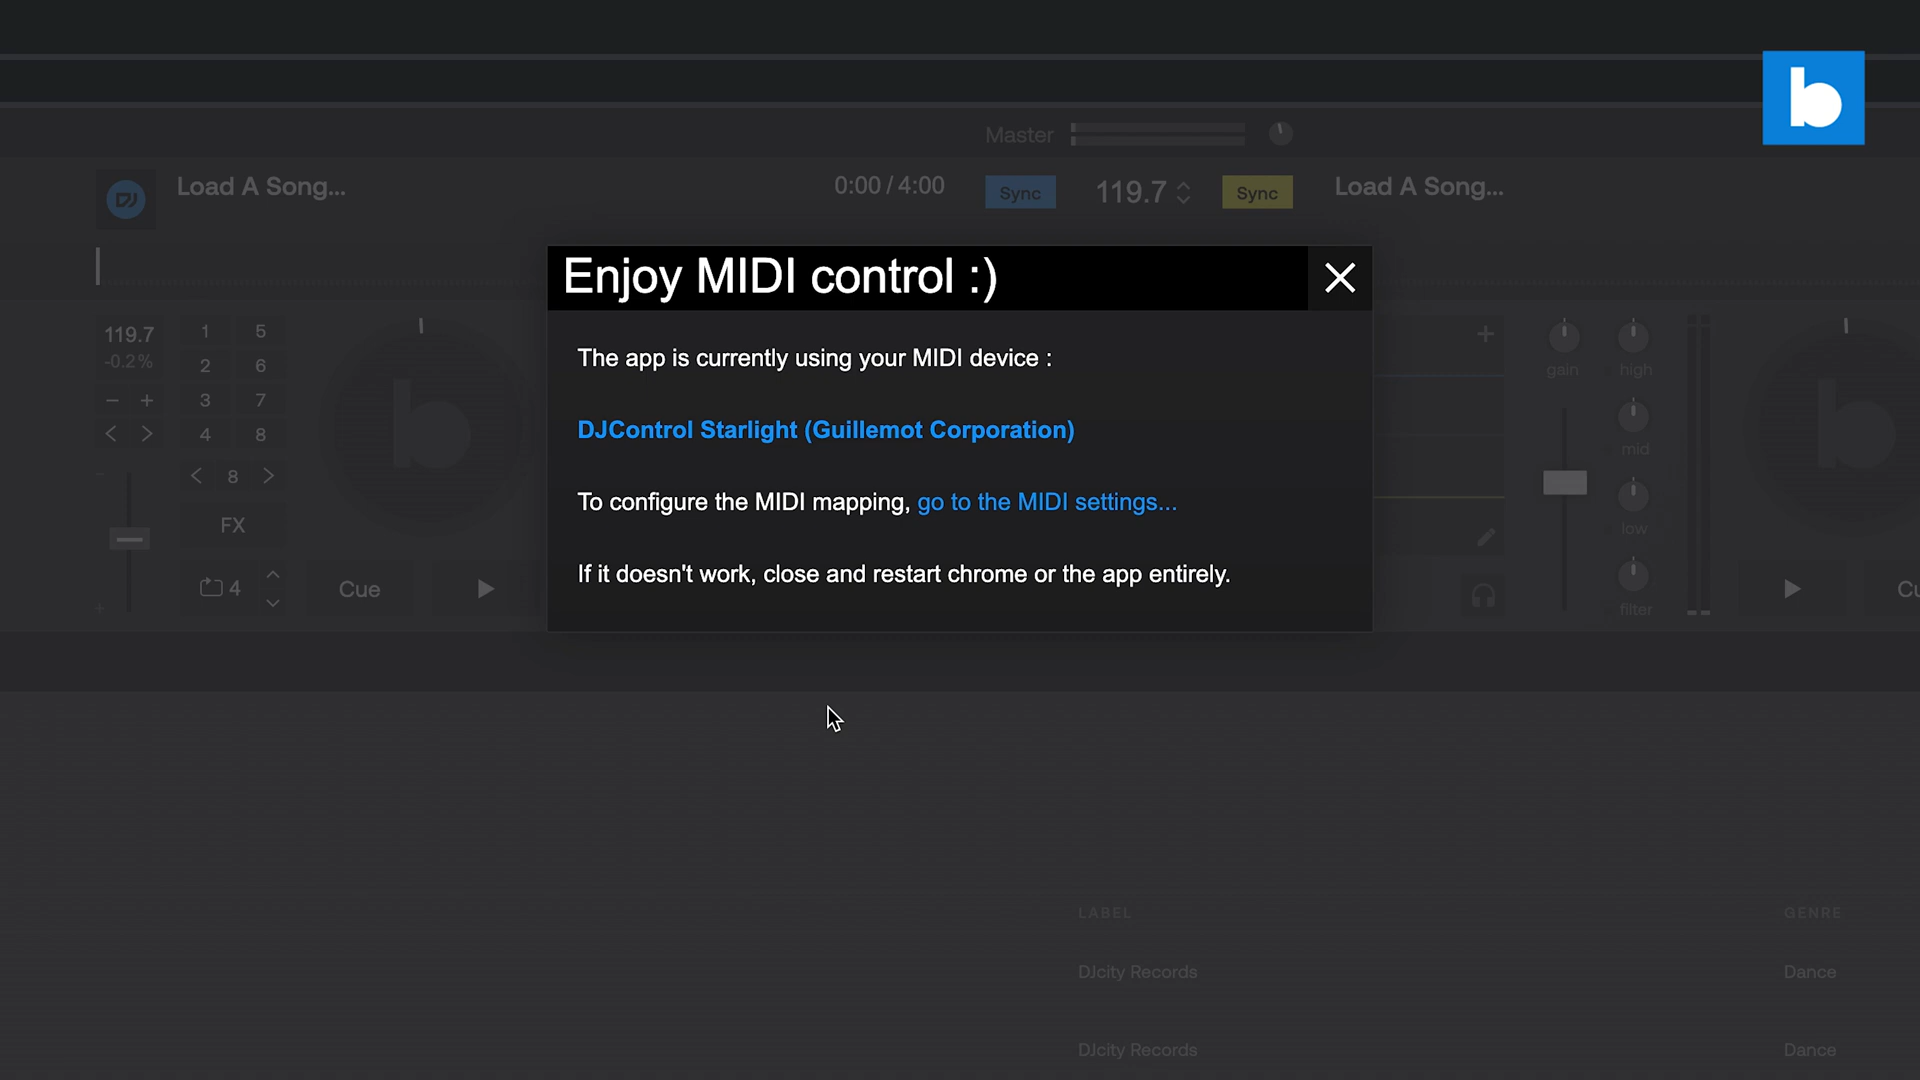 Master
Load A Song...
0:00 / 4:00
Sync
119.7
Sync
Load A Song...
Enjoy MIDI control :)
The app is currently using your MIDI device :
DJControl Starlight (Guillemot Corporation)
To configure the MIDI mapping, go to the MIDI settings...
If it doesn't work, close and restart chrome or the app entirely.
119.7
-0.2%
1 5
2 6
3 7
4 8
8
FX
4
Cue
gain
high
mid
low
filter
Cu
LABEL
GENRE
DJcity Records
Dance
DJcity Records
Dance